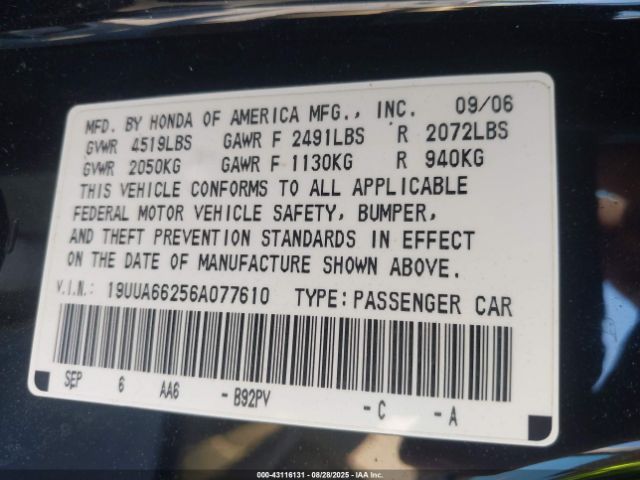 MFD. BY HONDA OF AMERICA MFG., INC. 09/06
GVWR 4519LBS GAWR F 2491LBS R 2072LBS
GVWR 2050KG GAWR F 1130KG R 940KG
THIS VEHICLE CONFORMS TO ALL APPLICABLE
FEDERAL MOTOR VEHICLE SAFETY, BUMPER,
AND THEFT PREVENTION STANDARDS IN EFFECT
ON THE DATE OF MANUFACTURE SHOWN ABOVE.
V.I.N.: 19UUA66256A077610 TYPE: PASSENGER CAR
SEP 6 AA6 - B92PV - C - A
000-43116131 - 08/28/2025 - IAA Inc.